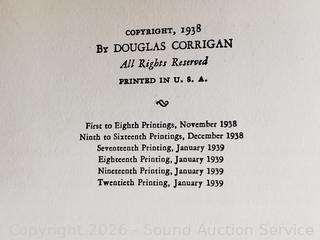 COPYRIGHT, 1938
By DOUGLAS CORRIGAN
All Rights Reserved
PRINTED IN U. S. A.
First to Eighth Printings, November 1938
Ninth to Sixteenth Printings, December 1938
Seventeenth Printing, January 1939
Eighteenth Printing, January 1939
Nineteenth Printing, January 1939
Twentieth Printing, January 1939
Copyright 2026 - Sound Auction Service